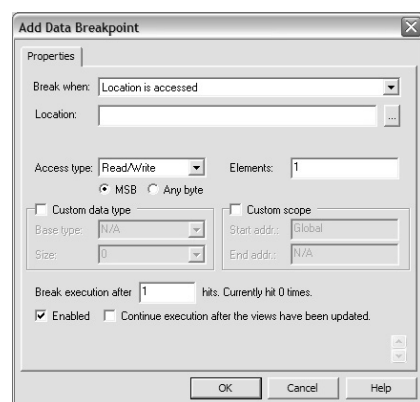 Add Data Breakpoint
Properties
Break when: Location is accessed
Location: ...
Access type: Read/Write Elements: 1
MSB Any byte
Custom data type Custom scope
Base type: N/A Start addr.: Global
Size: 0 End addr.: N/A
Break execution after 1 hits. Currently hit 0 times.
Enabled Continue execution after the views have been updated.
OK Cancel Help